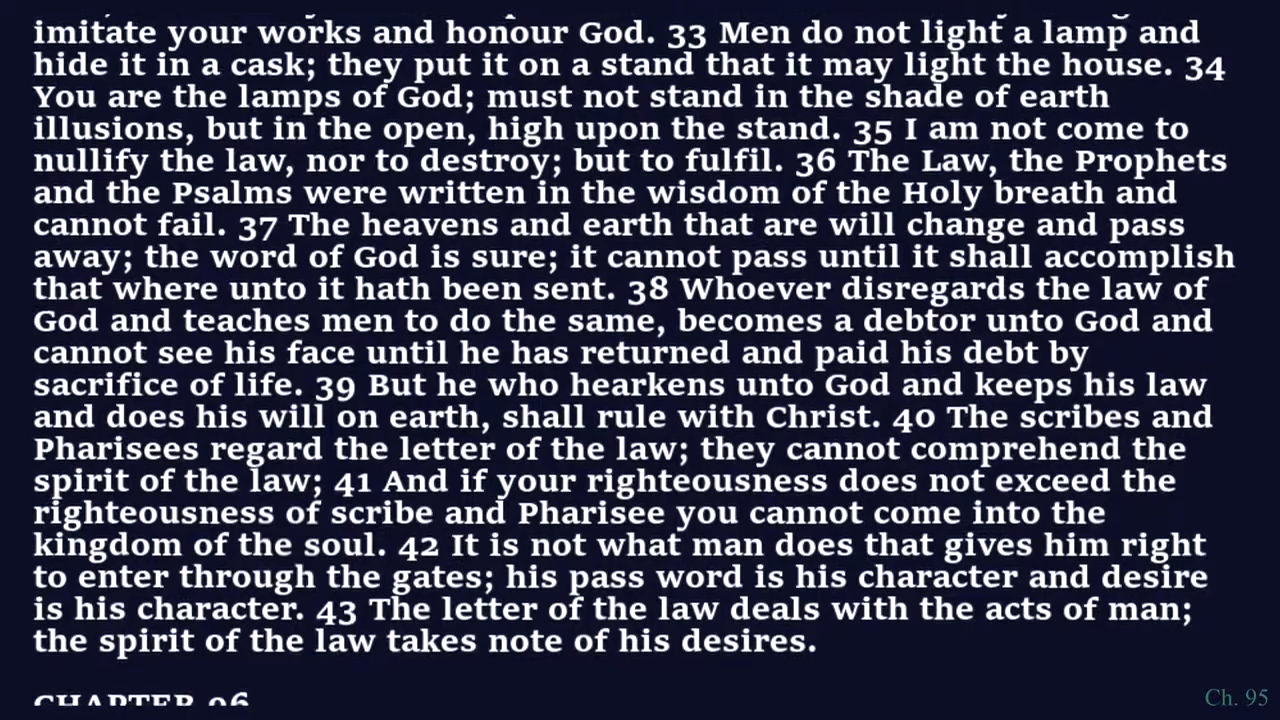 imitate your works and honour God. 33 Men do not light a lamp and
hide it in a cask; they put it on a stand that it may light the house. 34
You are the lamps of God; must not stand in the shade of earth
illusions, but in the open, high upon the stand. 35 I am not come to
nullify the law, nor to destroy; but to fulfil. 36 The Law, the Prophets
and the Psalms were written in the wisdom of the Holy breath and
cannot fail. 37 The heavens and earth that are will change and pass
away; the word of God is sure; it cannot pass until it shall accomplish
that where unto it hath been sent. 38 Whoever disregards the law of
God and teaches men to do the same, becomes a debtor unto God and
cannot see his face until he has returned and paid his debt by
sacrifice of life. 39 But he who hearkens unto God and keeps his law
and does his will on earth, shall rule with Christ. 40 The scribes and
Pharisees regard the letter of the law; they cannot comprehend the
spirit of the law; 41 And if your righteousness does not exceed the
righteousness of scribe and Pharisee you cannot come into the
kingdom of the soul. 42 It is not what man does that gives him right
to enter through the gates; his pass word is his character and desire
is his character. 43 The letter of the law deals with the acts of man;
the spirit of the law takes note of his desires.
CHAPTER 96
Ch. 95